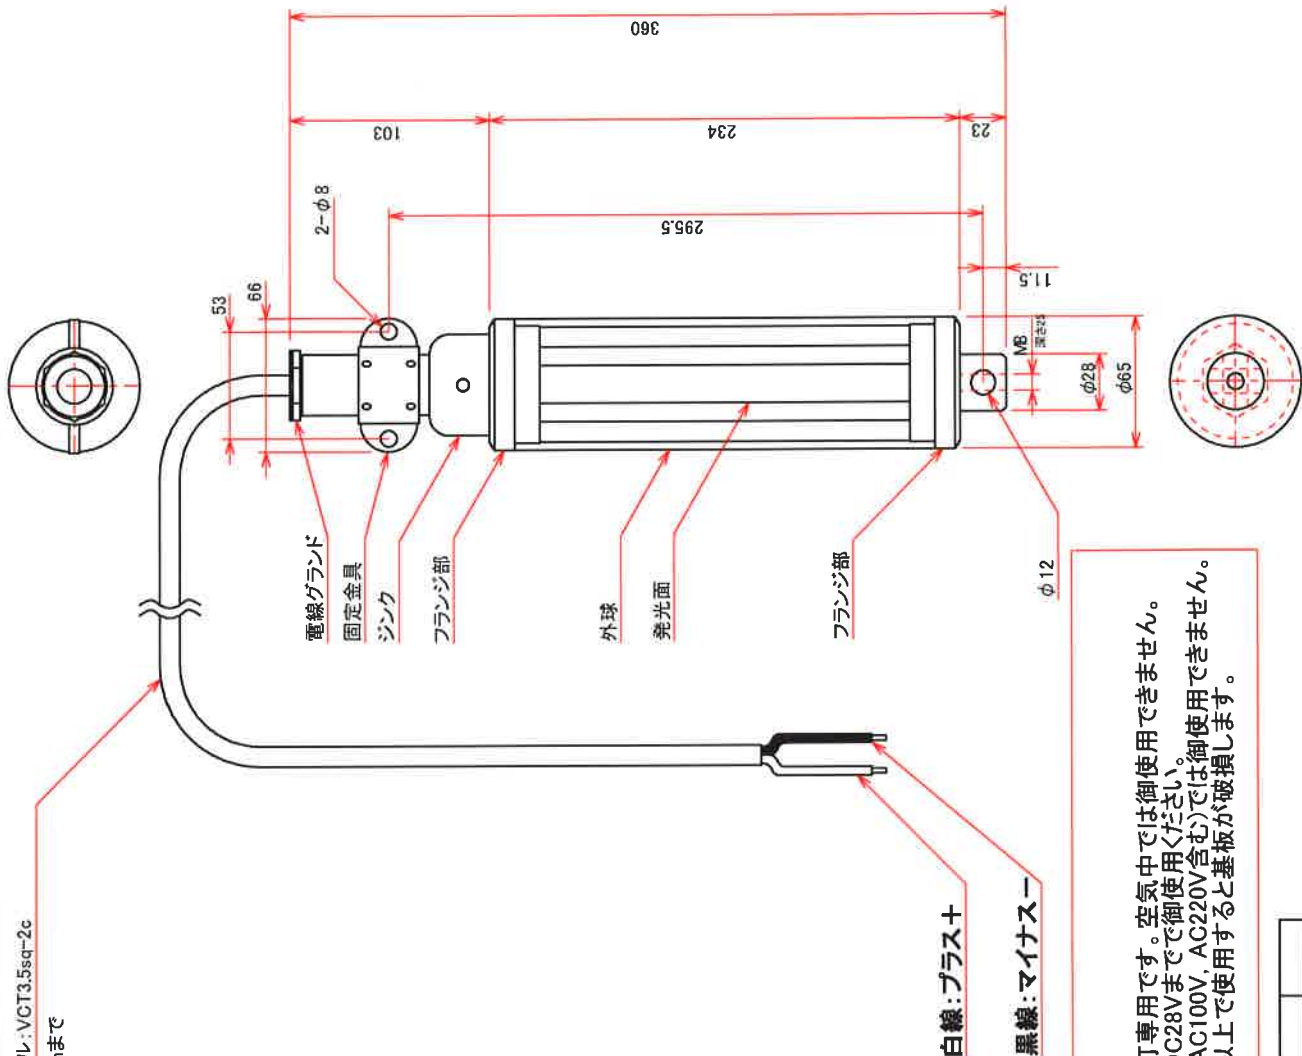 360
103
234
23
295.5
11.5
2-φ8
53
66
M8
深さ25
φ28
φ65
φ12
電線グランド
固定金具
ジンク
フランジ部
外球
発光面
フランジ部
ル:VCT3.5sq-2c
まで
白線:プラス+
黒線:マイナス-
専用です。空気中では御使用できません。
DC28Vまでで御使用ください。
AC100V, AC220V含む)では御使用できません。
以上で使用すると基板が破損します。